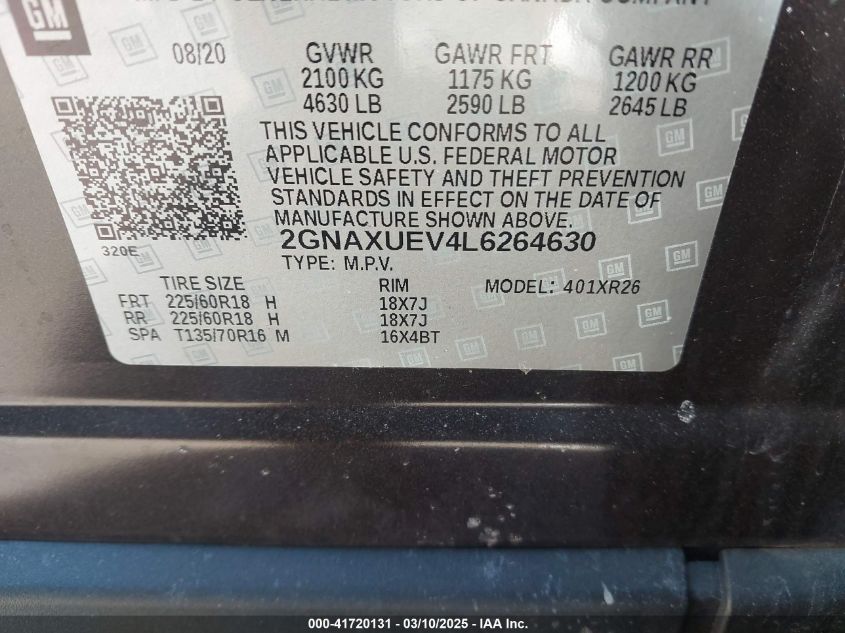 GM
08/20 GVWR GAWR FRT GAWR RR
2100 KG 1175 KG 1200 KG
4630 LB 2590 LB 2645 LB
THIS VEHICLE CONFORMS TO ALL
APPLICABLE U.S. FEDERAL MOTOR
VEHICLE SAFETY AND THEFT PREVENTION
STANDARDS IN EFFECT ON THE DATE OF
MANUFACTURE SHOWN ABOVE.
320E 2GNAXUEV4L6264630
TYPE: M.P.V.
TIRE SIZE RIM MODEL: 401XR26
FRT 225/60R18 H 18X7J
RR 225/60R18 H 18X7J
SPA T135/70R16 M 16X4BT
000-41720131 — 03/10/2025 — IAA Inc.